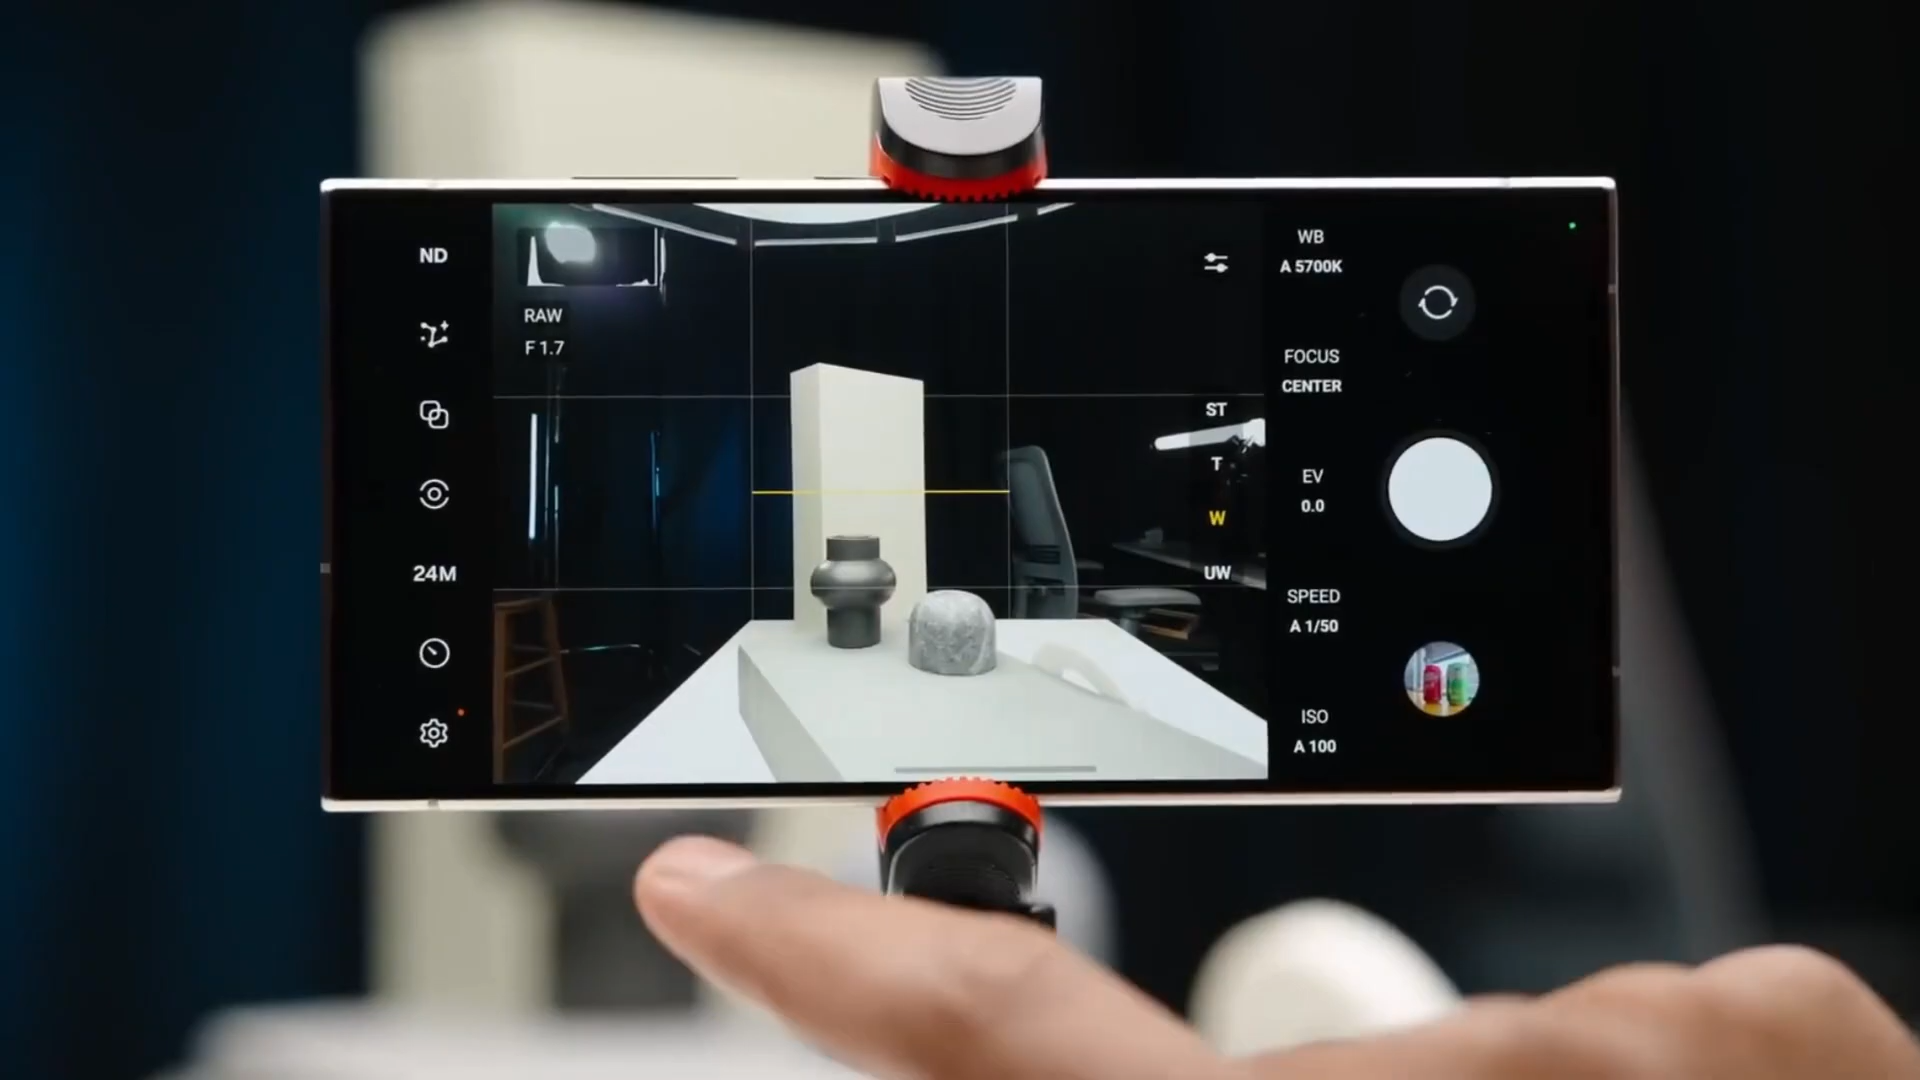 ND
24M
RAW
F 1.7
ST
T
W
UW
WB
A 5700K
FOCUS
CENTER
EV
0.0
SPEED
A 1/50
ISO
A 100